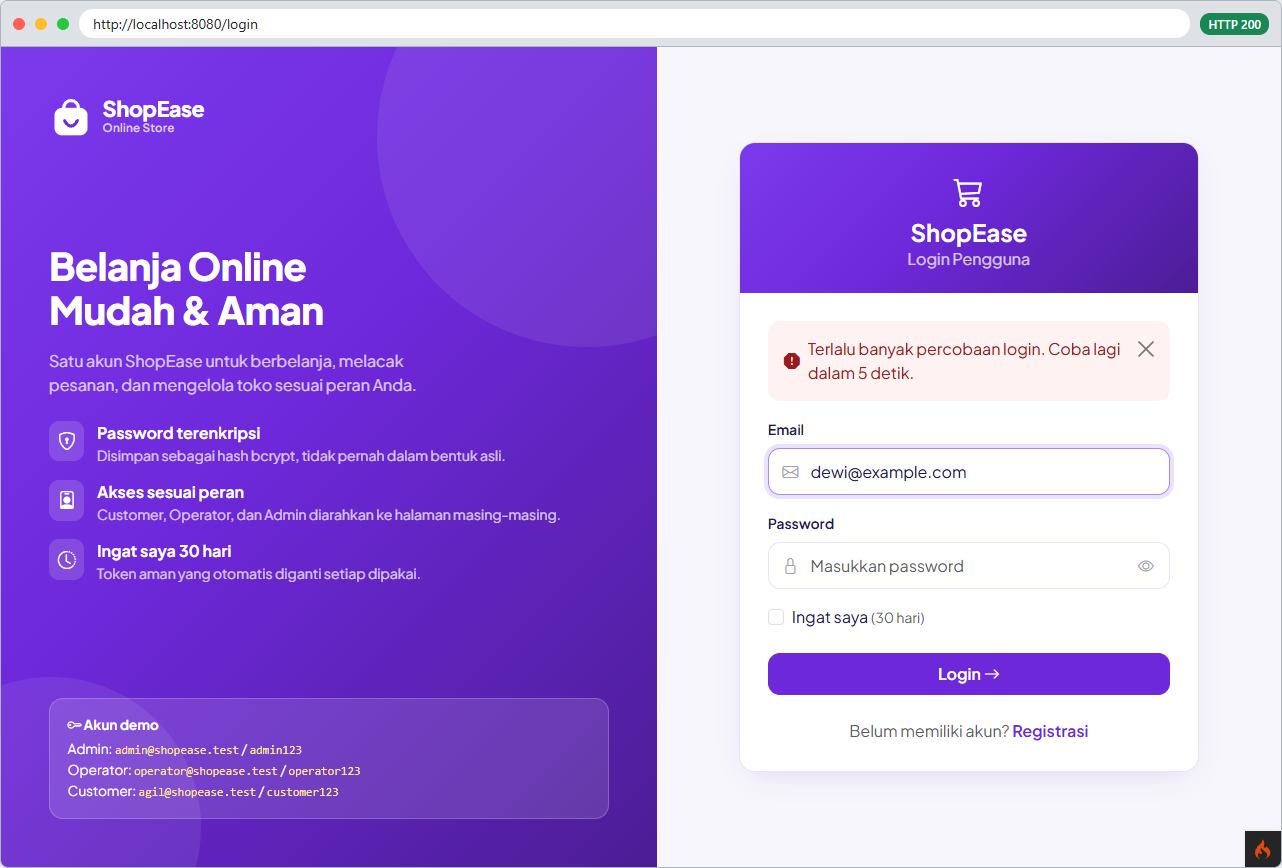 http://localhost:8080/login
HTTP 200
ShopEase
Online Store
Belanja Online
Mudah & Aman
Satu akun ShopEase untuk berbelanja, melacak
pesanan, dan mengelola toko sesuai peran Anda.
Password terenkripsi
Disimpan sebagai hash bcrypt, tidak pernah dalam bentuk asli.
Akses sesuai peran
Customer, Operator, dan Admin diarahkan ke halaman masing-masing.
Ingat saya 30 hari
Token aman yang otomatis diganti setiap dipakai.
Akun demo
Admin: admin@shopease.test / admin123
Operator: operator@shopease.test / operator123
Customer: agil@shopease.test / customer123
ShopEase
Login Pengguna
Terlalu banyak percobaan login. Coba lagi
dalam 5 detik.
Email
dewi@example.com
Password
Masukkan password
Ingat saya (30 hari)
Login →
Belum memiliki akun? Registrasi